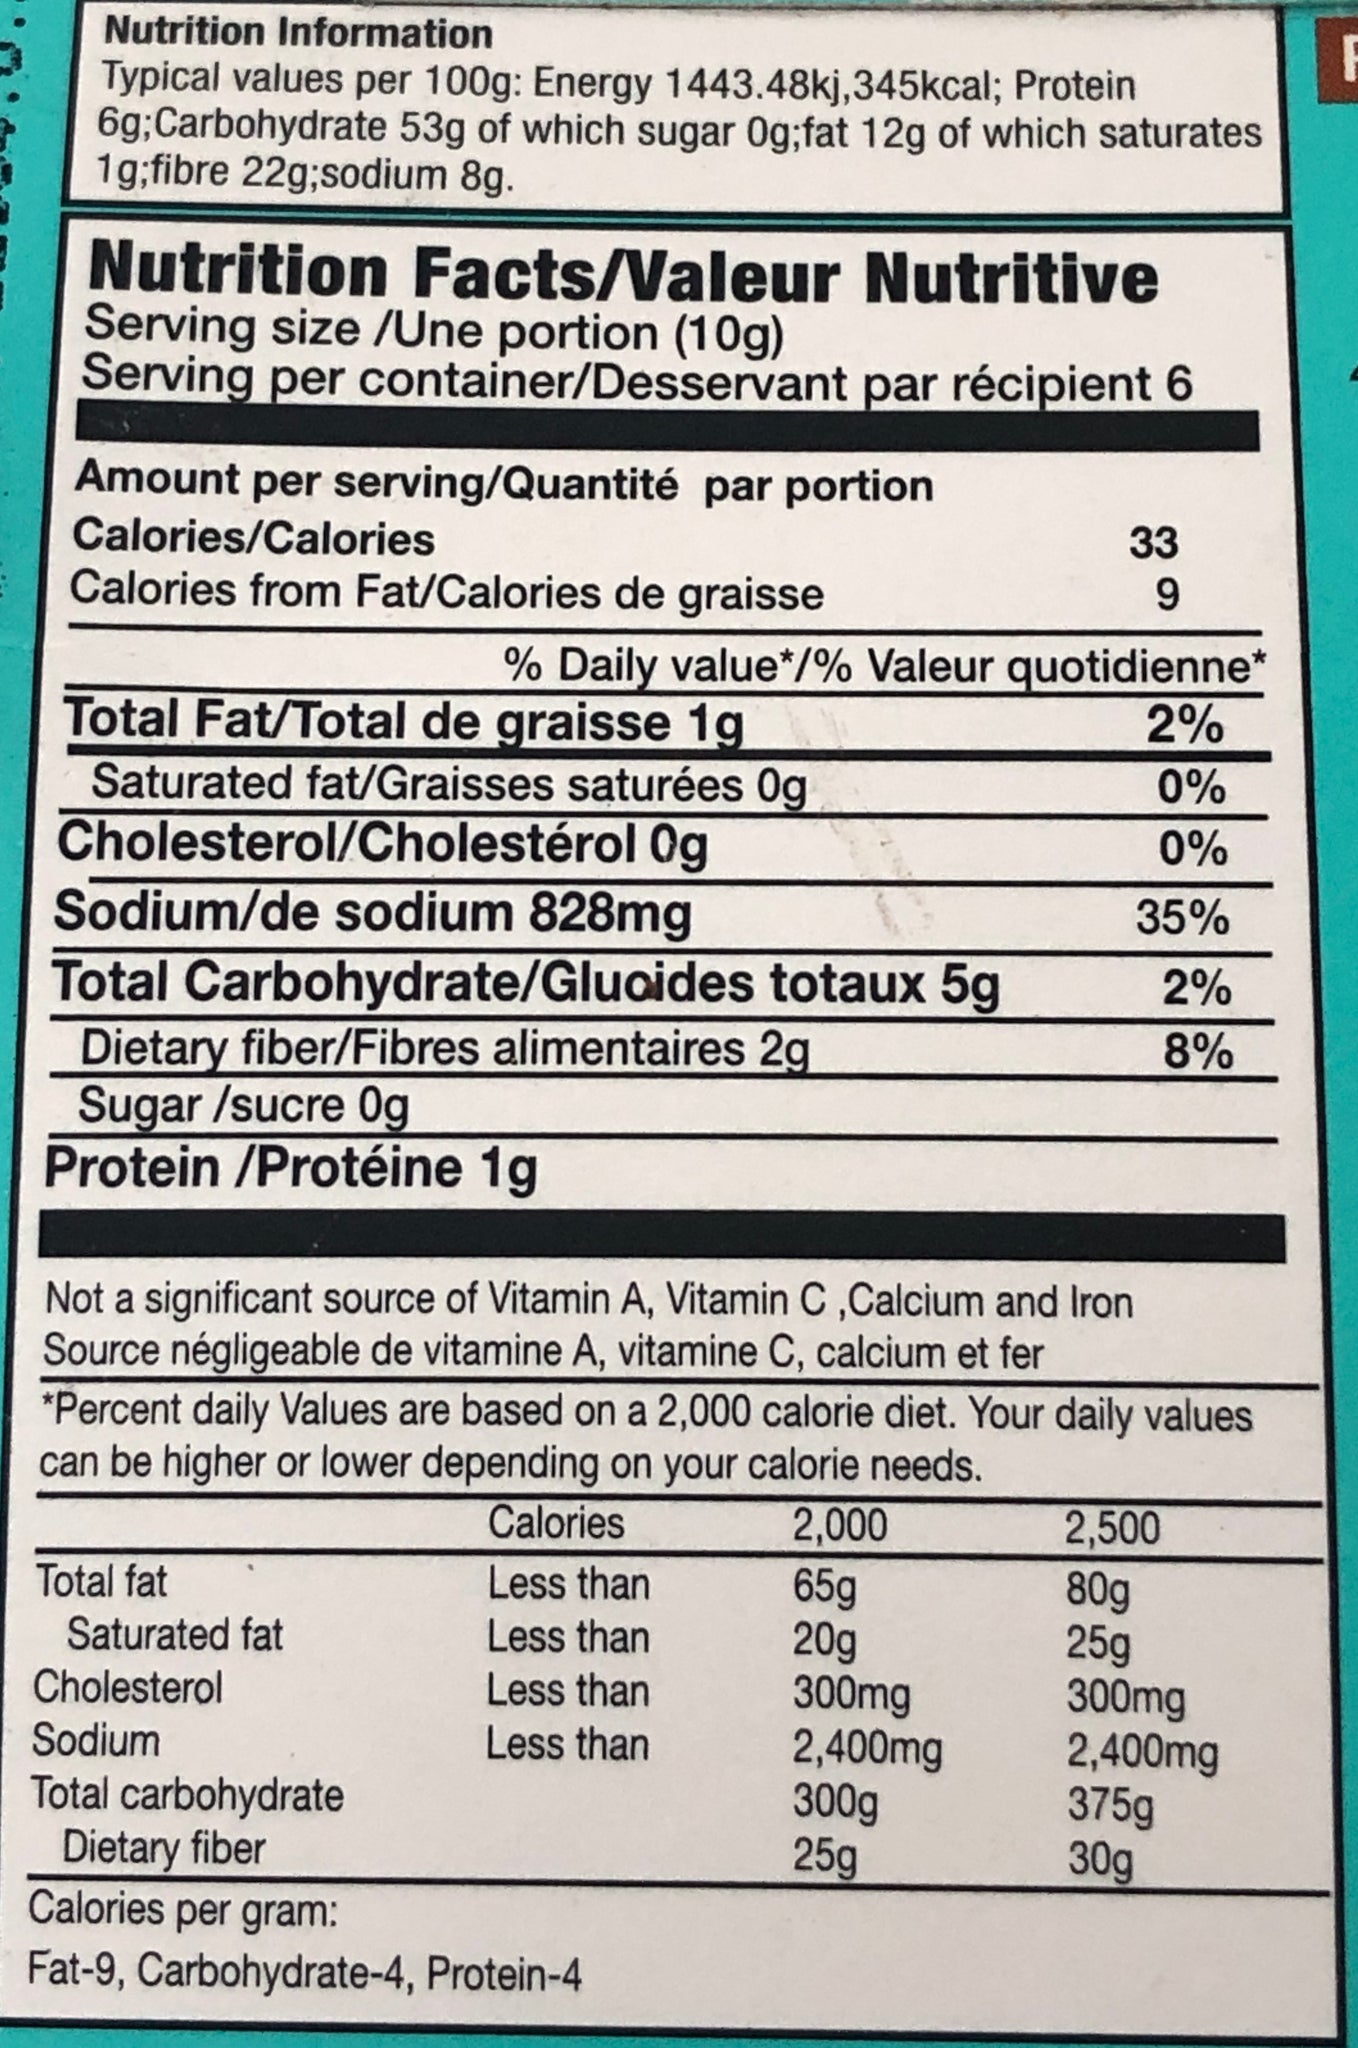 Nutrition Information
Typical values per 100g: Energy 1443.48kj,345kcal; Protein
6g;Carbohydrate 53g of which sugar 0g;fat 12g of which saturates
1g;fibre 22g;sodium 8g.
Nutrition Facts/Valeur Nutritive
Serving size /Une portion (10g)
Serving per container/Desservant par récipient 6
Amount per serving/Quantité par portion
Calories/Calories 33
Calories from Fat/Calories de graisse 9
% Daily value*/% Valeur quotidienne*
Total Fat/Total de graisse 1g 2%
Saturated fat/Graisses saturées 0g 0%
Cholesterol/Cholestérol 0g 0%
Sodium/de sodium 828mg 35%
Total Carbohydrate/Glucides totaux 5g 2%
Dietary fiber/Fibres alimentaires 2g 8%
Sugar /sucre 0g
Protein /Protéine 1g
Not a significant source of Vitamin A, Vitamin C ,Calcium and Iron
Source négligeable de vitamine A, vitamine C, calcium et fer
*Percent daily Values are based on a 2,000 calorie diet. Your daily values
can be higher or lower depending on your calorie needs.
Calories 2,000 2,500
Total fat Less than 65g 80g
Saturated fat Less than 20g 25g
Cholesterol Less than 300mg 300mg
Sodium Less than 2,400mg 2,400mg
Total carbohydrate 300g 375g
Dietary fiber 25g 30g
Calories per gram:
Fat-9, Carbohydrate-4, Protein-4